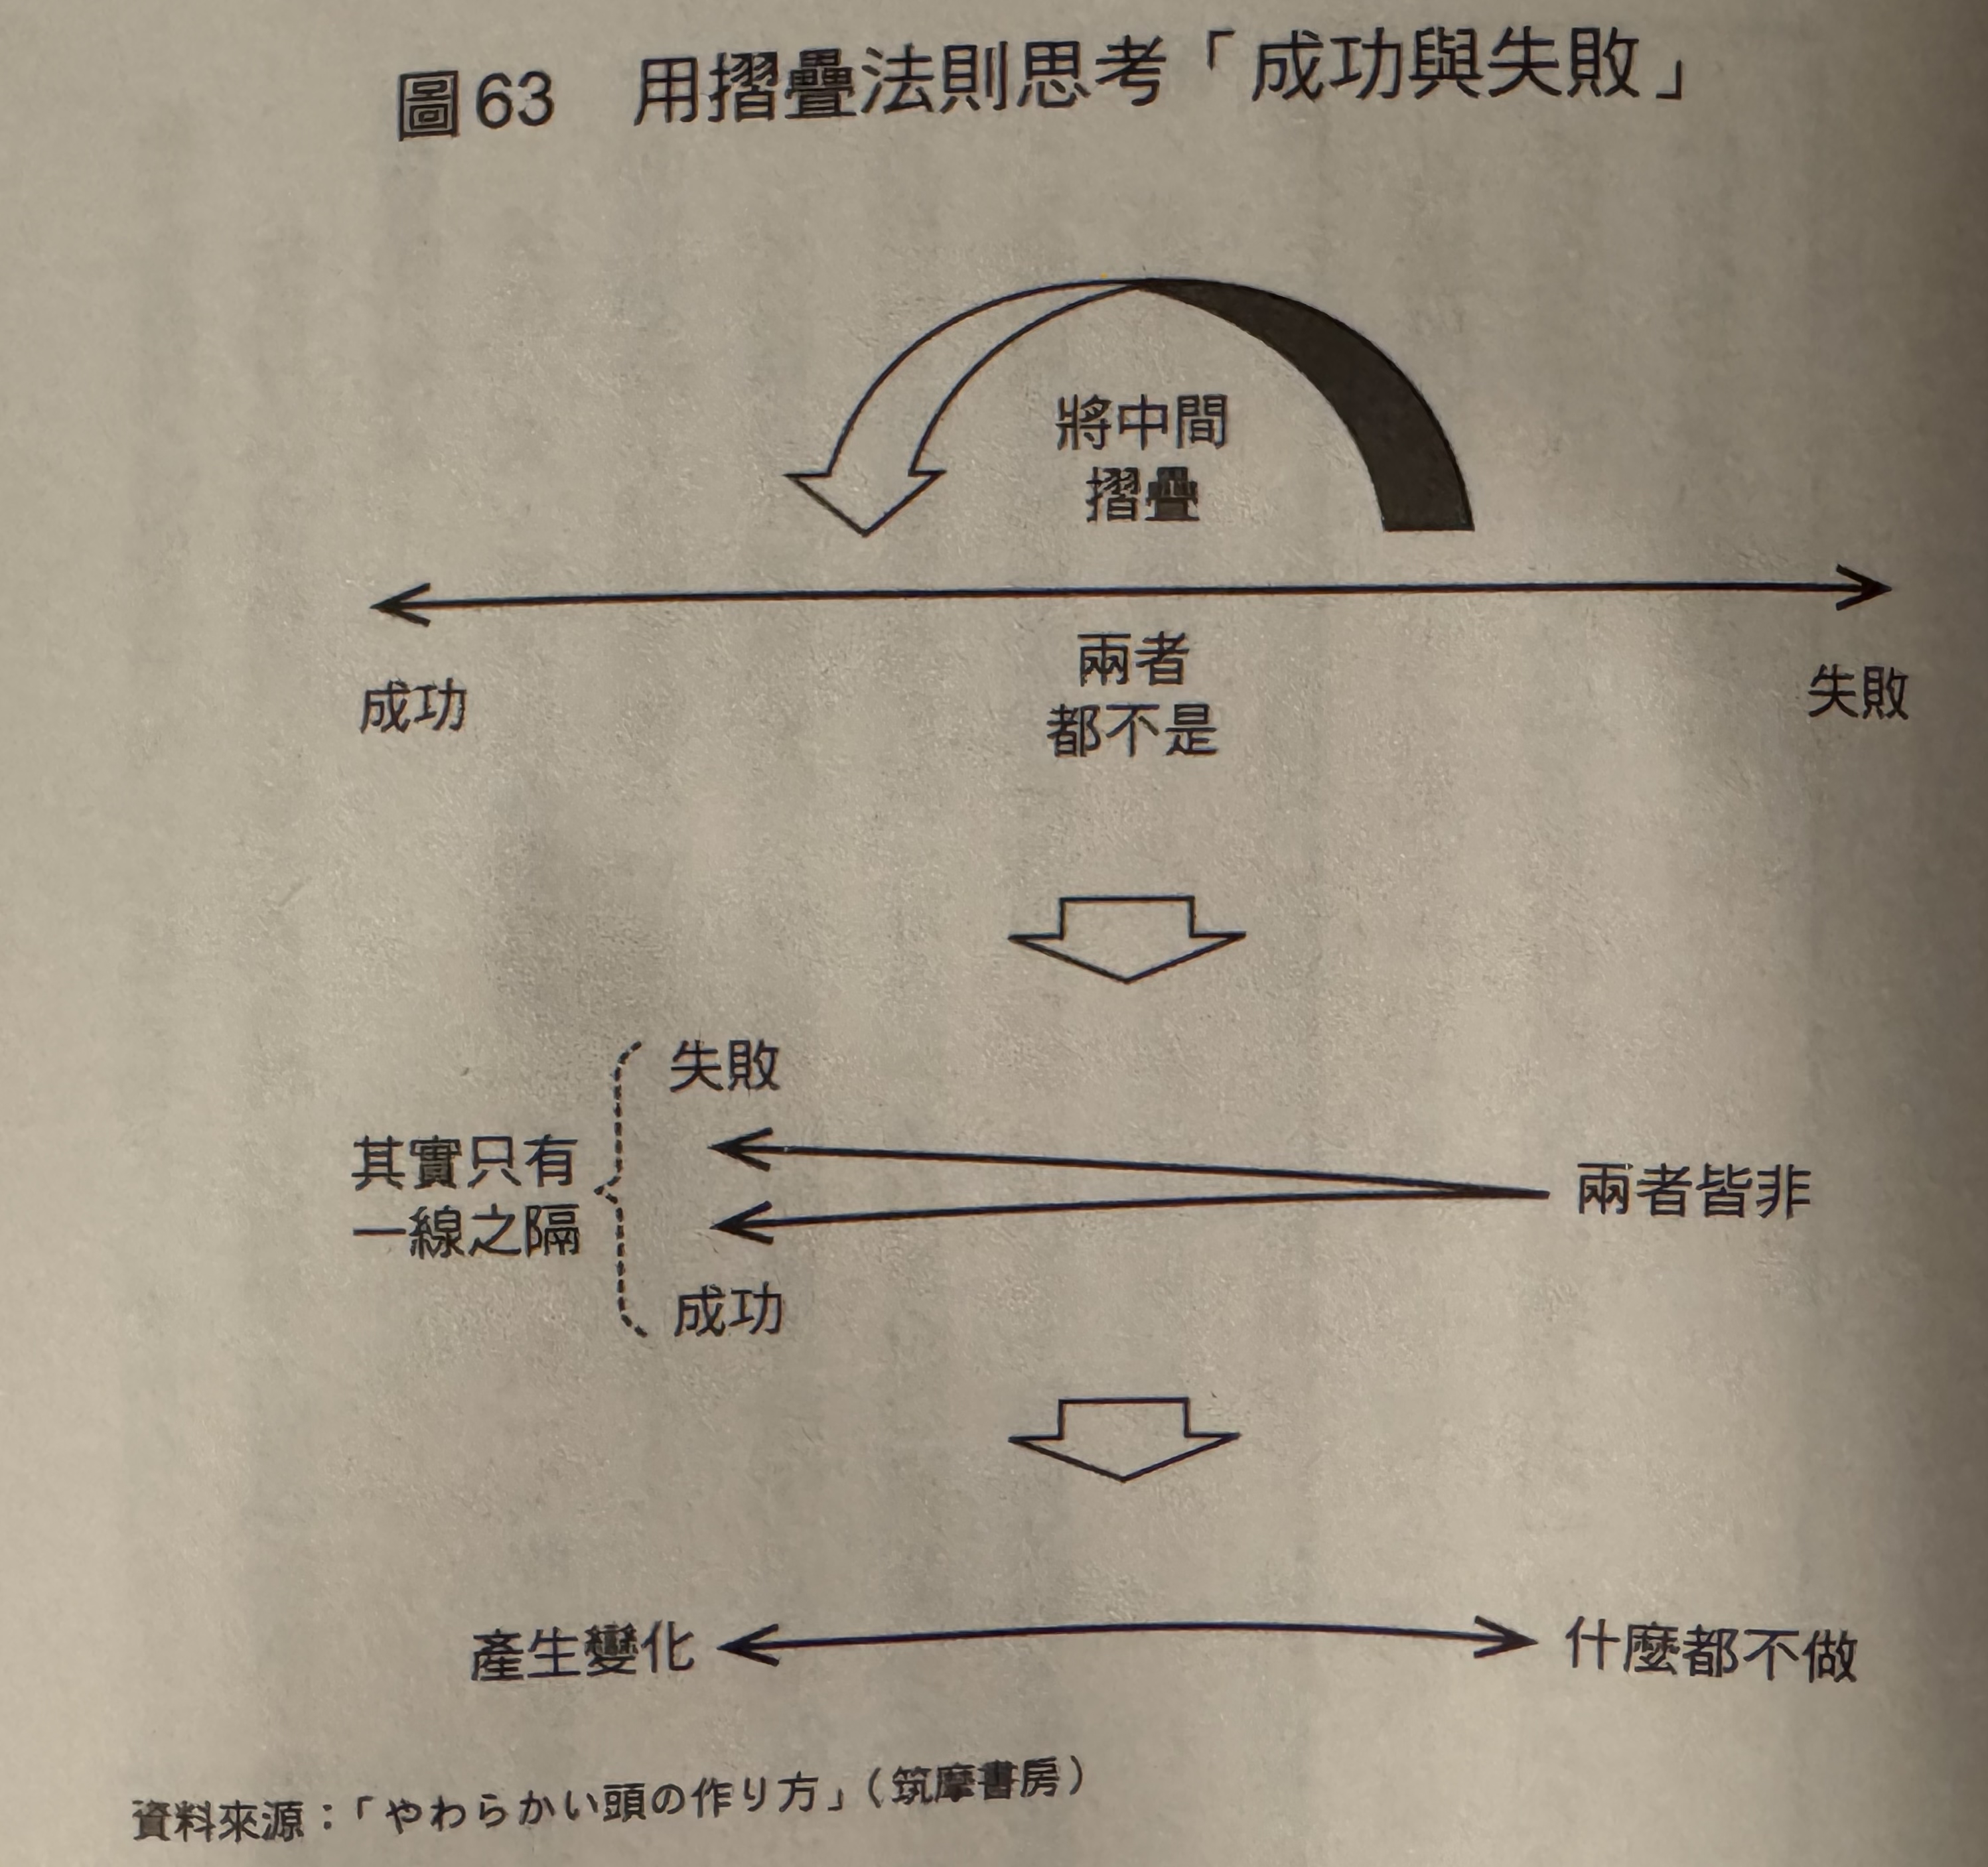 圖63　用摺疊法則思考「成功與失敗」
將中間
摺疊
兩者
都不是
成功
失敗
失敗
其實只有
一線之隔
兩者皆非
成功
產生變化
什麼都不做
資料來源：「やわらかい頭の作り方」（筑摩書房）